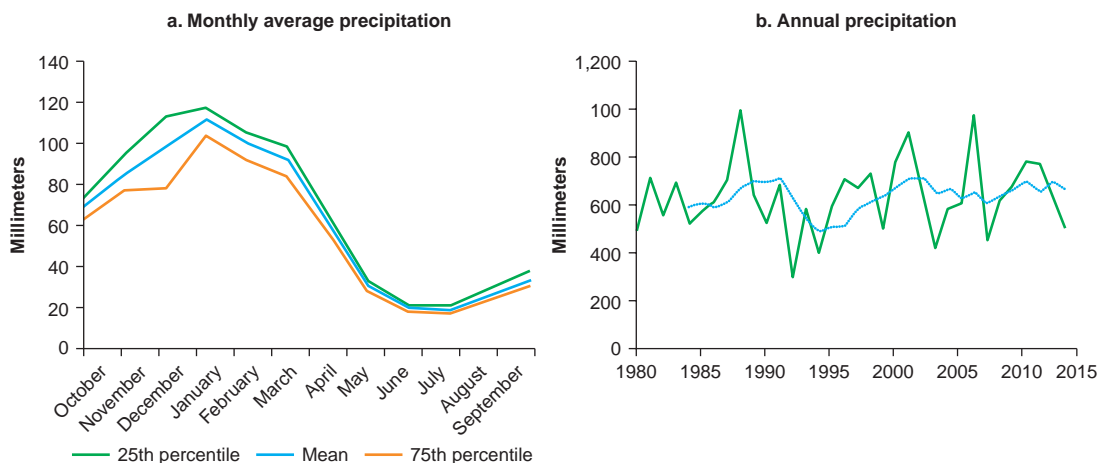 a. Monthly average precipitation
Millimeters
140
120
100
80
60
40
20
0
October
November
December
January
February
March
April
May
June
July
August
September
25th percentile Mean 75th percentile
b. Annual precipitation
Millimeters
1,200
100
800
600
400
200
0
1980 1985 1990 1995 2000 2005 2010 2015